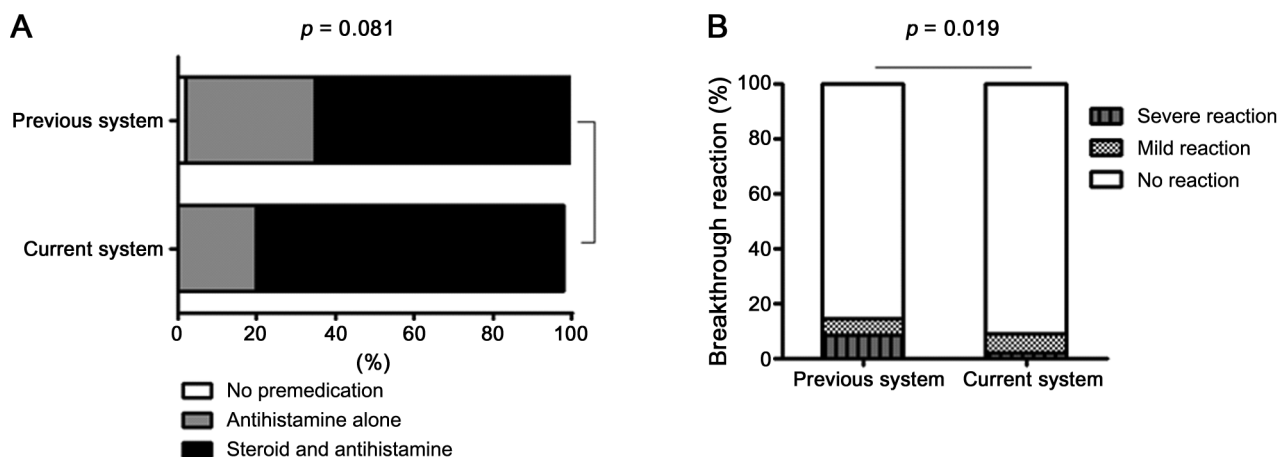 A
p = 0.081
Previous system
Current system
0 20 40 60 80 100
(%)
No premedication
Antihistamine alone
Steroid and antihistamine
B
p = 0.019
Breakthrough reaction (%)
100
80
60
40
20
0
Previous system Current system
Severe reaction
Mild reaction
No reaction